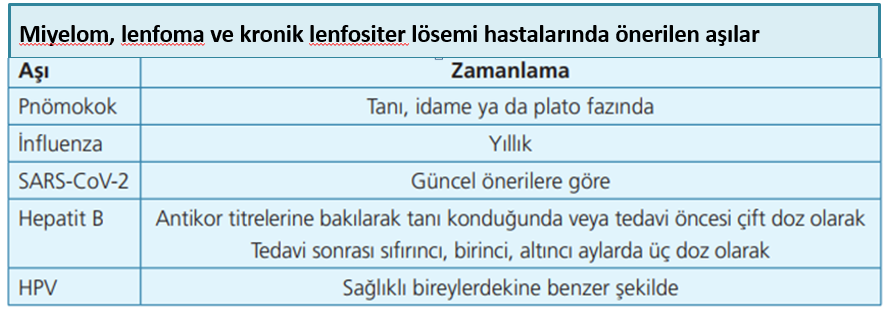 Miyelom, lenfoma ve kronik lenfositer lösemi hastalarında önerilen aşılar
Aşı Zamanlama
Pnömokok Tanı, idame ya da plato fazında
İnfluenza Yıllık
SARS-CoV-2 Güncel önerilere göre
Hepatit B Antikor titrelerine bakılarak tanı konduğunda veya tedavi öncesi çift doz olarak
Tedavi sonrası sıfırıncı, birinci, altıncı aylarda üç doz olarak
HPV Sağlıklı bireylerdekine benzer şekilde